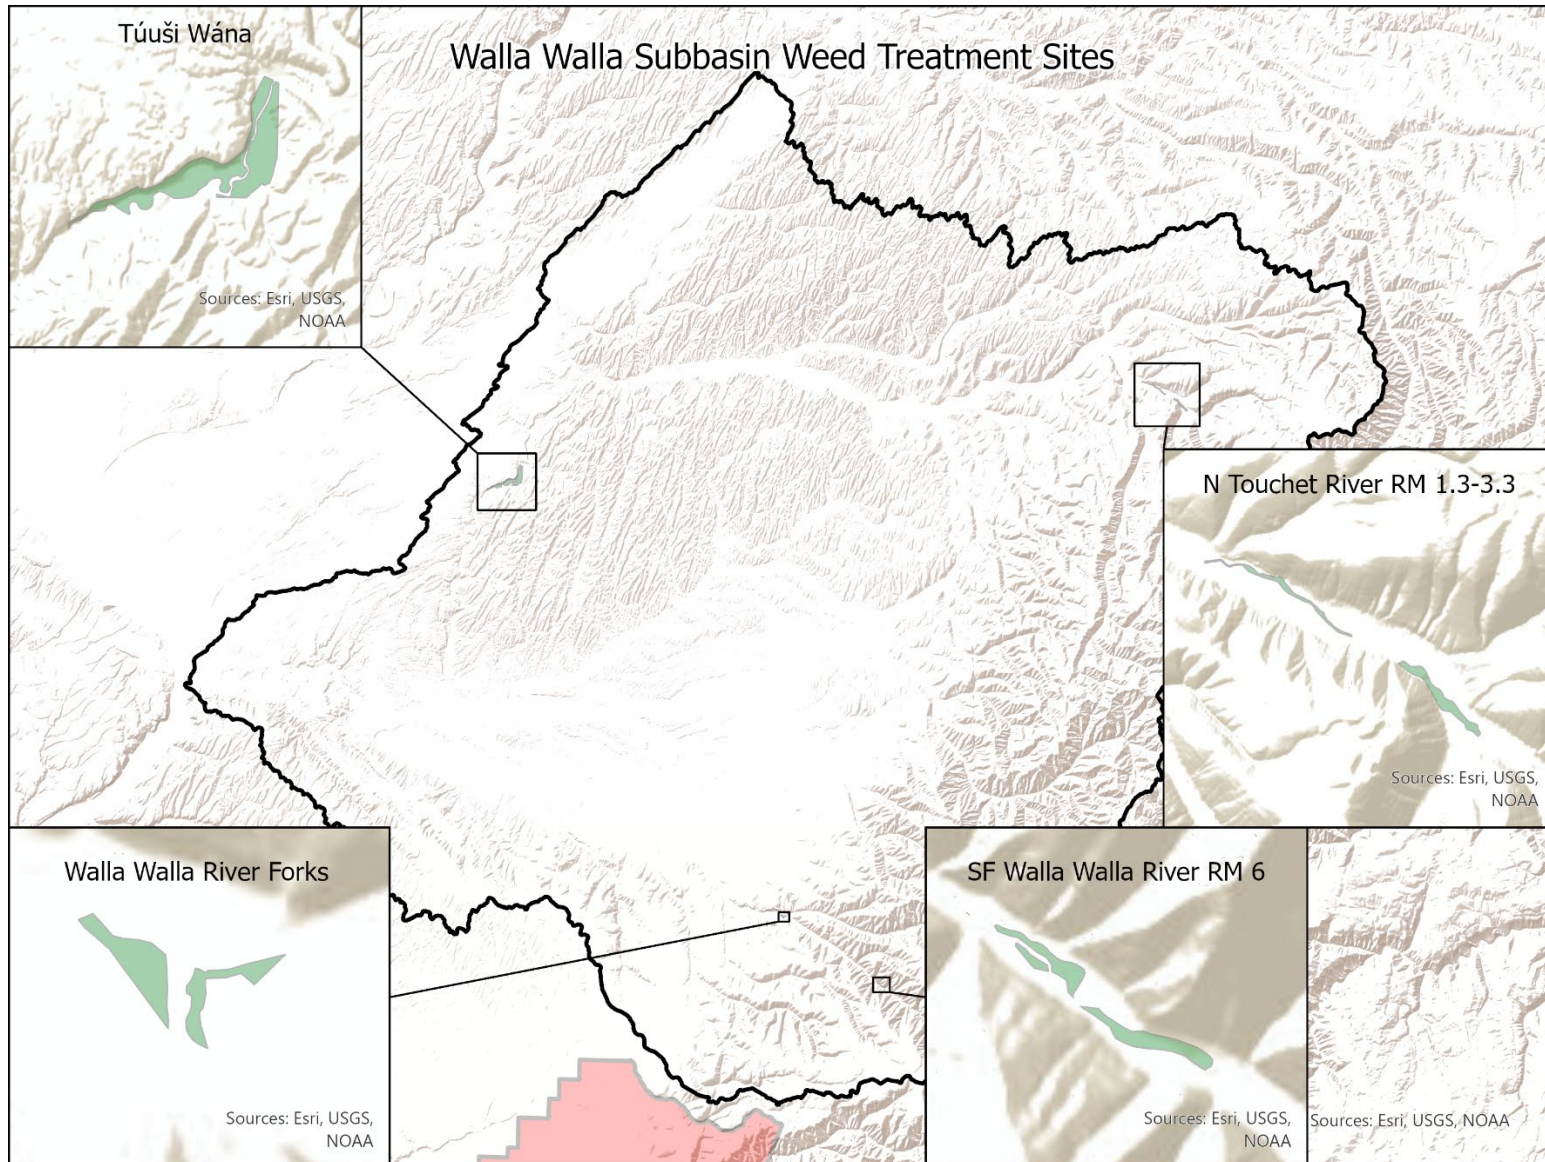 Túuši Wána
Walla Walla Subbasin Weed Treatment Sites
Sources: Esri, USGS,
NOAA
N Touchet River RM 1.3-3.3
Sources: Esri, USGS,
NOAA
Walla Walla River Forks
Sources: Esri, USGS,
NOAA
SF Walla Walla River RM 6
Sources: Esri, USGS,
NOAA
Sources: Esri, USGS, NOAA